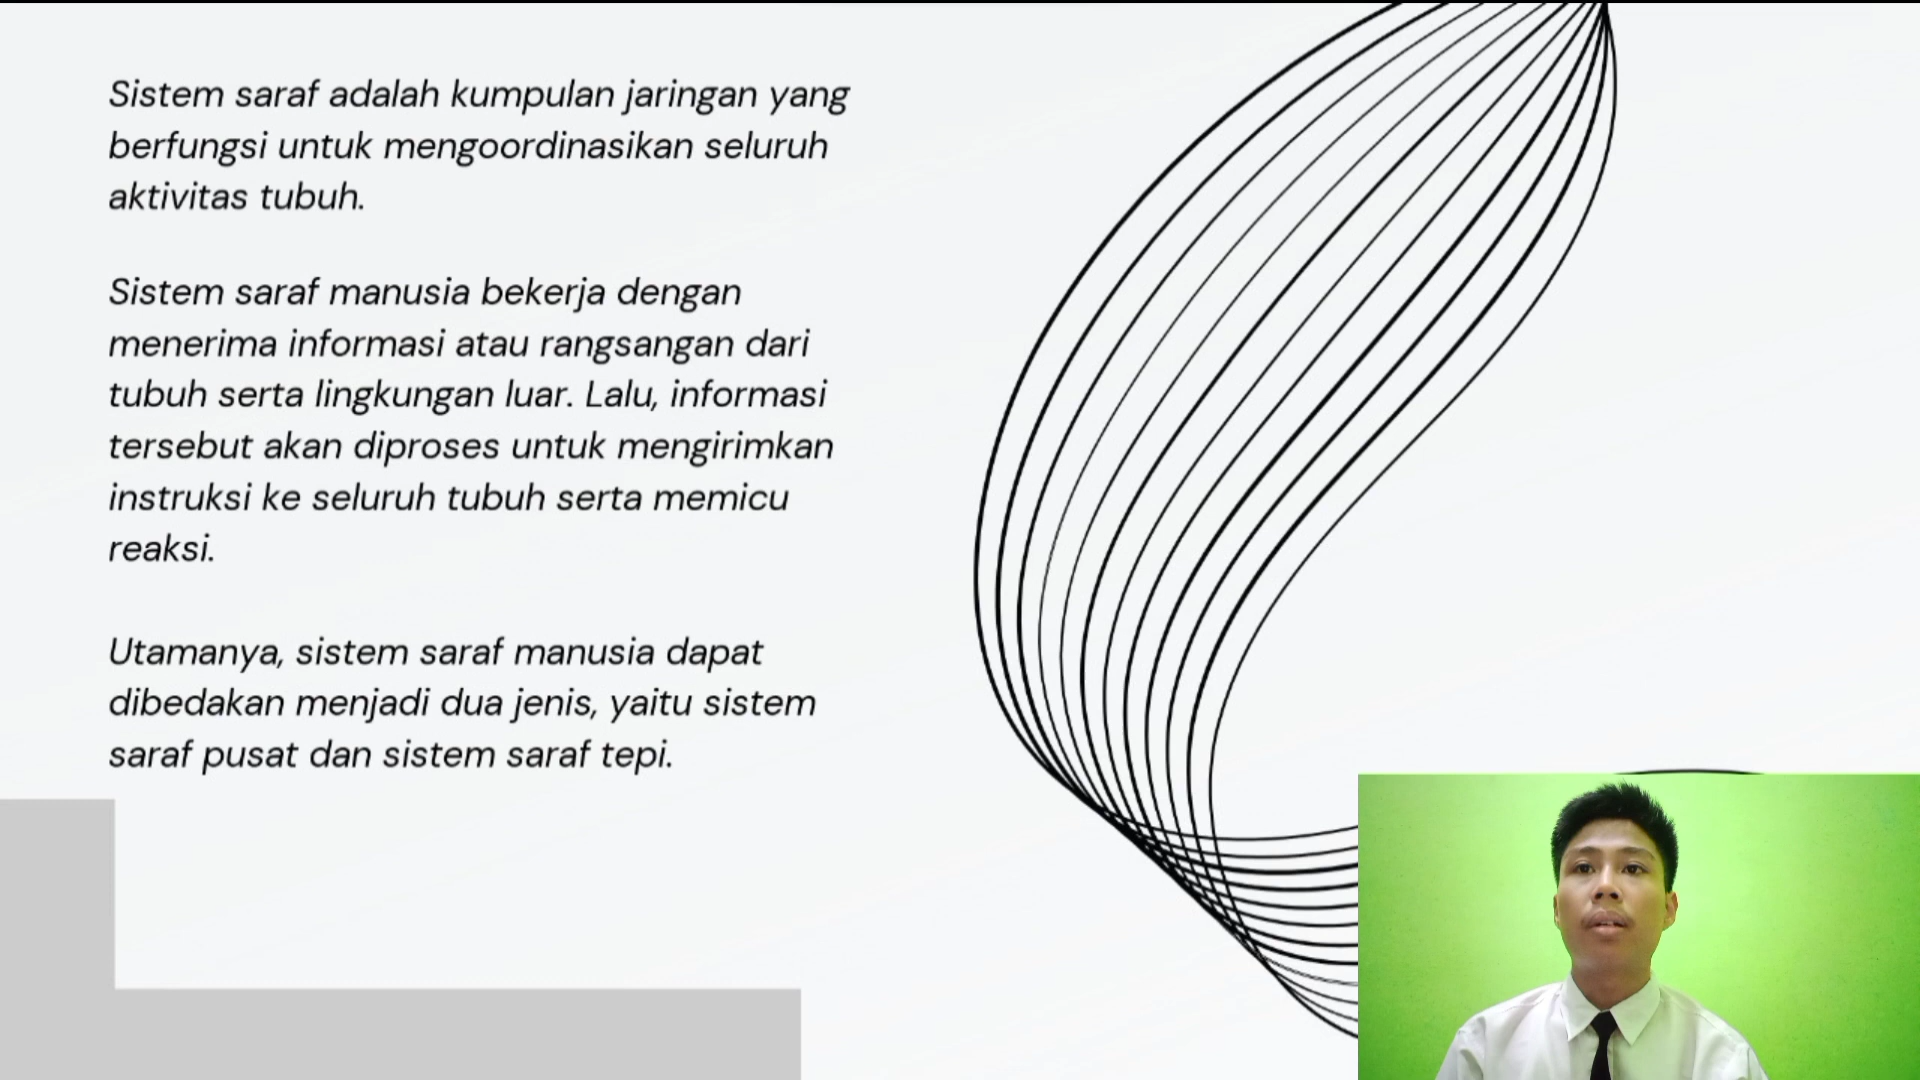 Sistem saraf adalah kumpulan jaringan yang
berfungsi untuk mengoordinasikan seluruh
aktivitas tubuh.
Sistem saraf manusia bekerja dengan
menerima informasi atau rangsangan dari
tubuh serta lingkungan luar. Lalu, informasi
tersebut akan diproses untuk mengirimkan
instruksi ke seluruh tubuh serta memicu
reaksi.
Utamanya, sistem saraf manusia dapat
dibedakan menjadi dua jenis, yaitu sistem
saraf pusat dan sistem saraf tepi.